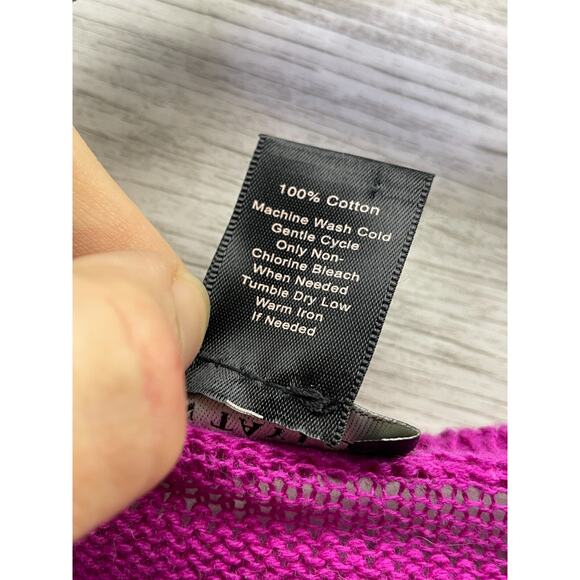 100% Cotton
Machine Wash Cold
Gentle Cycle
Only Non-
Chlorine Bleach
When Needed
Tumble Dry Low
Warm Iron
If Needed